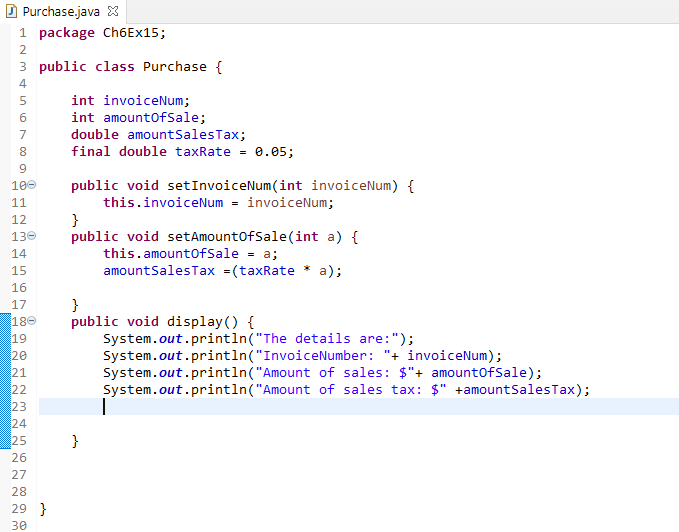 Purchase.java
1 package Ch6Ex15;
2
3 public class Purchase {
4
5     int invoiceNum;
6     int amountOfSale;
7     double amountSalesTax;
8     final double taxRate = 0.05;
9
10     public void setInvoiceNum(int invoiceNum) {
11         this.invoiceNum = invoiceNum;
12     }
13     public void setAmountOfSale(int a) {
14         this.amountOfSale = a;
15         amountSalesTax =(taxRate * a);
16
17     }
18     public void display() {
19         System.out.println("The details are:");
20         System.out.println("InvoiceNumber: "+ invoiceNum);
21         System.out.println("Amount of sales: $"+ amountOfSale);
22         System.out.println("Amount of sales tax: $" +amountSalesTax);
23
24
25     }
26
27
28
29 }
30